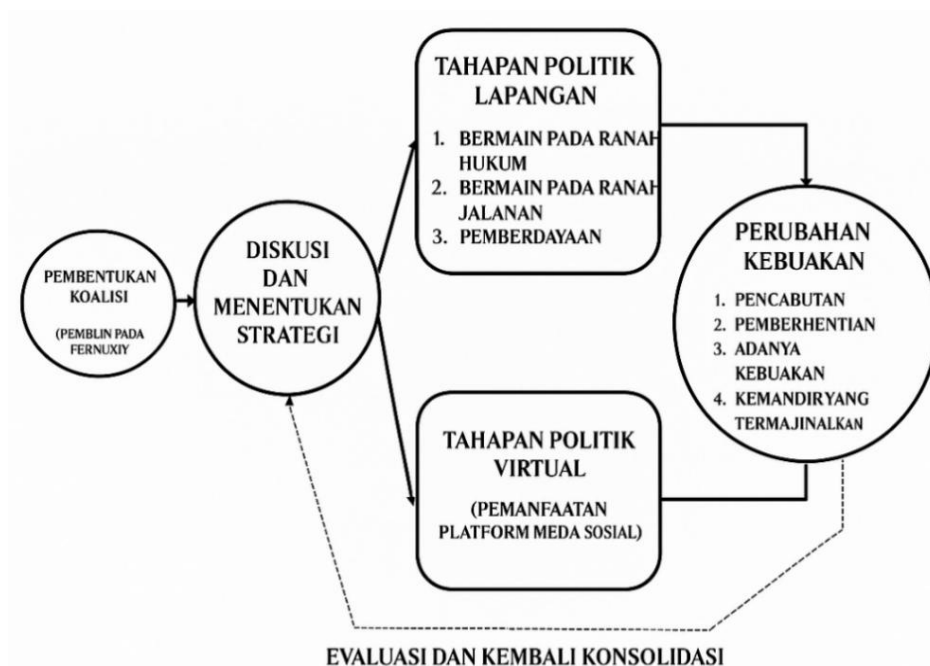 PEMBENTUKAN
KOALISI
(PEMBLIN PADA
FERNUXIY
DISKUSI
DAN
MENENTUKAN
STRATEGI
TAHAPAN POLITIK
LAPANGAN
1. BERMAIN PADA RANAH
HUKUM
2. BERMAIN PADA RANAH
JALANAN
3. PEMBERDAYAAN
TAHAPAN POLITIK
VIRTUAL
(PEMANFAATAN
PLATFORM MEDA SOSIAL)
PERUBAHAN
KEBUAKAN
1. PENCABUTAN
2. PEMBERHENTIAN
3. ADANYA
KEBUAKAN
4. KEMANDIRYANG
TERMAJINALKAN
EVALUASI DAN KEMBALI KONSOLIDASI